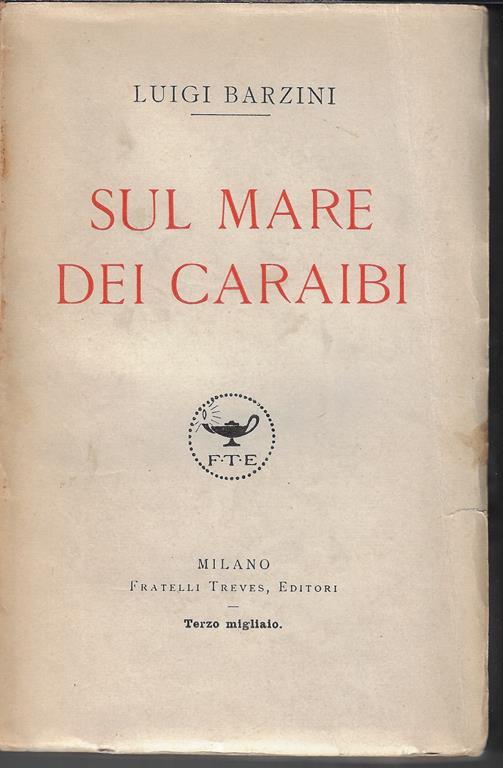 LUIGI BARZINI
SUL MARE
DEI CARAIBI
F·T·E
MILANO
FRATELLI TREVES, EDITORI
Terzo migliaio.